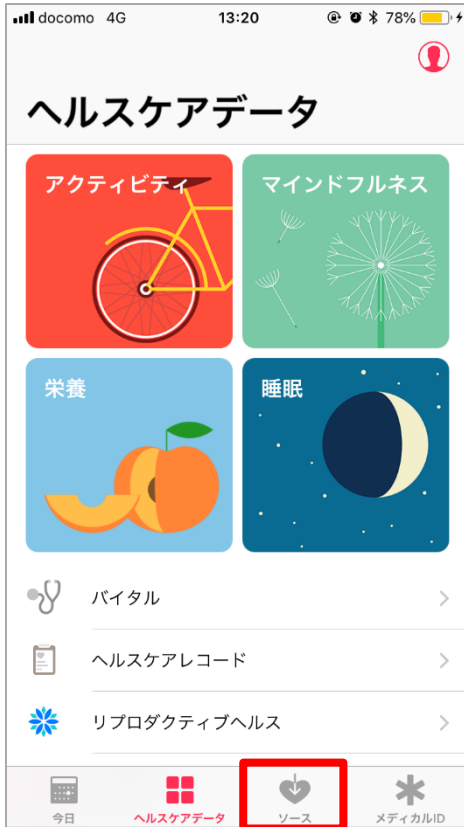 docomo 4G 13:20 78%
ヘルスケアデータ
アクティビティ マインドフルネス
栄養 睡眠
バイタル
ヘルスケアレコード
リプロダクティブヘルス
今日 ヘルスケアデータ ソース メディカルID